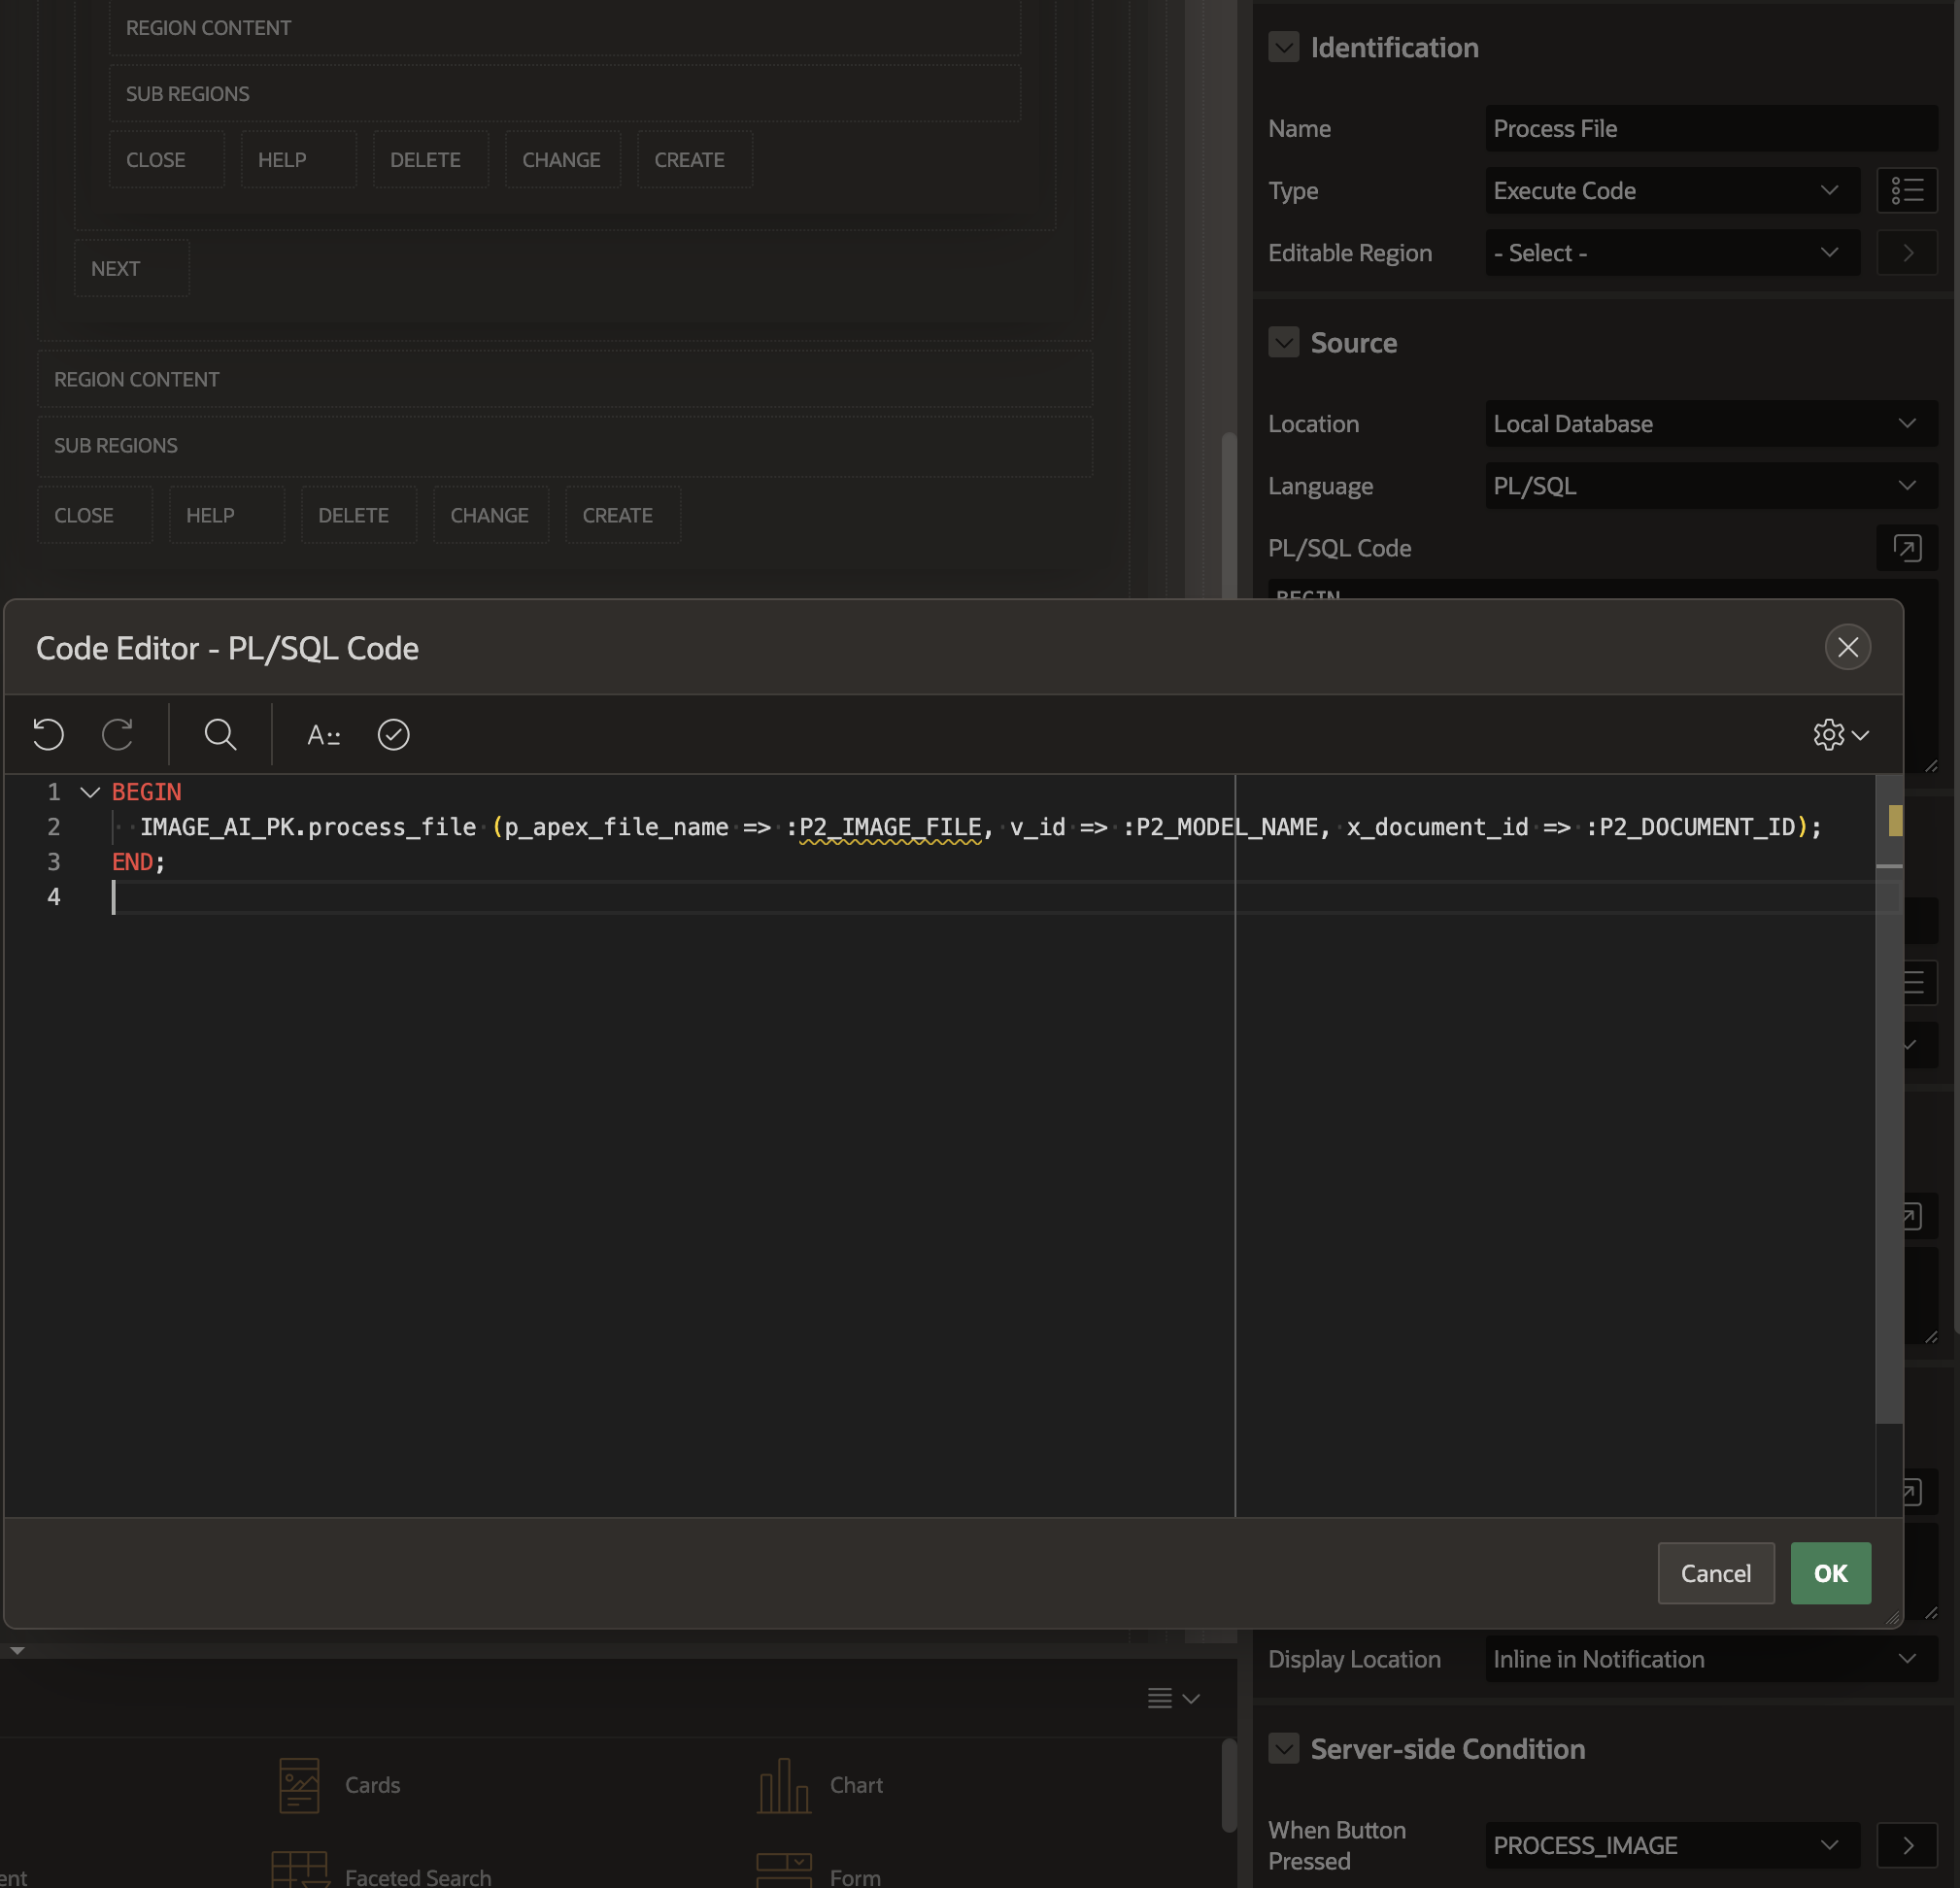 REGION CONTENT
SUB REGIONS
CLOSE HELP DELETE CHANGE CREATE
NEXT
REGION CONTENT
SUB REGIONS
CLOSE HELP DELETE CHANGE CREATE
Identification
Name Process File
Type Execute Code
Editable Region - Select -
Source
Location Local Database
Language PL/SQL
PL/SQL Code
BEGIN
Code Editor - PL/SQL Code
1 BEGIN
2 IMAGE_AI_PK.process_file (p_apex_file_name => :P2_IMAGE_FILE, v_id => :P2_MODEL_NAME, x_document_id => :P2_DOCUMENT_ID);
3 END;
4
Cancel OK
Display Location Inline in Notification
Server-side Condition
When Button Pressed PROCESS_IMAGE
Cards Chart
ent Faceted Search Form